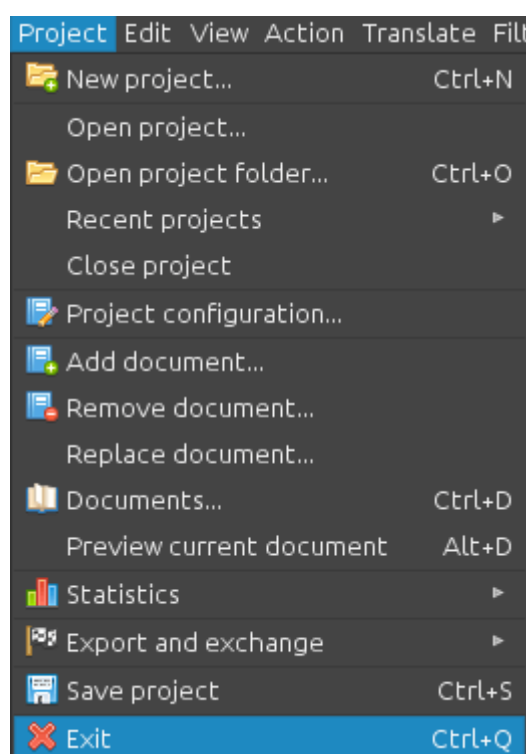 Project Edit View Action Translate Filt
New project... Ctrl+N
Open project...
Open project folder... Ctrl+O
Recent projects
Close project
Project configuration...
Add document...
Remove document...
Replace document...
Documents... Ctrl+D
Preview current document Alt+D
Statistics
Export and exchange
Save project Ctrl+S
Exit Ctrl+Q